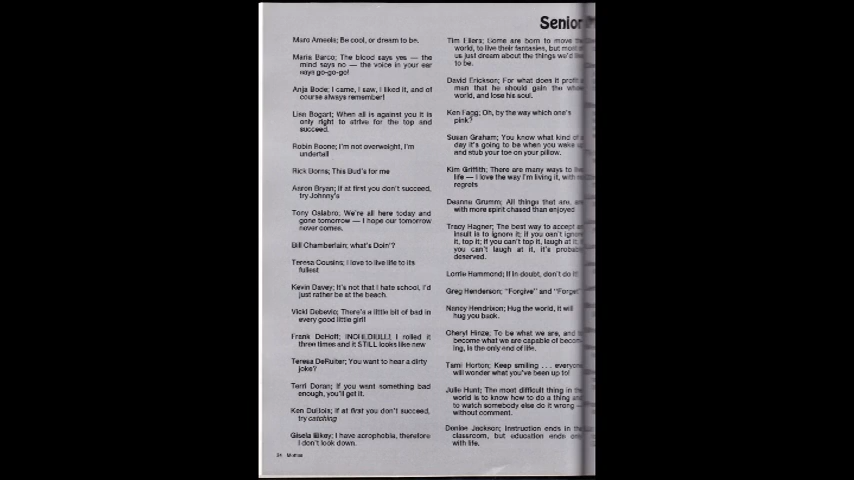 Senior
Marc Ameels; Be cool, or dream to be.
Maria Barco; The blood says yes — the
mind says no — the voice in your ear
says go-go-go!
Anja Bode; I came, I saw, I liked it, and of
course always remember!
Lisa Bogart; When all is against you it is
only right to strive for the top and
succeed.
Robin Boone; I'm not overweight, I'm
undertall
Rick Borns; This Bud's for me
Aaron Bryan; If at first you don't succeed,
try Johnny's
Tony Calabro; We're all here today and
gone tomorrow — I hope our tomorrow
never comes.
Bill Chamberlain; what's Doin'?
Teresa Cousins; I love to live life to its
fullest
Kevin Davey; It's not that I hate school, I'd
just rather be at the beach.
Vicki Debevic; There's a little bit of bad in
every good little girl!
Frank DeHoff; I rolled it
three times and it STILL looks like new
Teresa DeRuiter; You want to hear a dirty
joke?
Terri Doran; If you want something bad
enough, you'll get it.
Ken DuBois; If at first you don't succeed,
try catching
Gisela I have acrophobia, therefore
I don't look down.
24 Mottos
Tim Ellers; Some are born to move the
world, to live their fantasies, but most
us just dream about the things we'd
to be.
David Erickson; For what does it profit
man that he should gain the whole
world, and lose his soul.
Ken Fagg; Oh, by the way which one's
pink?
Susan Graham; You know what kind of
day it's going to be when you wake
and stub your toe on your pillow.
Kim Griffith; There are many ways to
life — I love the way I'm living it, with
regrets
Deanne Grumm; All things that are,
with more spirit chased than enjoyed
Tracy Hagner; The best way to accept
insult is to ignore it; if you can't ignore
it, top it; if you can't top it, laugh at it,
you can't laugh at it, it's probably
deserved.
Lorrie Hammond; If in doubt, don't do it!
Greg Henderson; "Forgive" and "Forget"
Nancy Hendrixon; Hug the world, it will
hug you back.
Cheryl Hinze; To be what we are, and
become what we are capable of becom-
ing, is the only end of life.
Tami Horton; Keep smiling . . . everyone
will wonder what you've been up to!
Julie Hunt; The most difficult thing in the
world is to know how to do a thing and
to watch somebody else do it wrong —
without comment.
Denise Jackson; Instruction ends in the
classroom, but education ends only
with life.